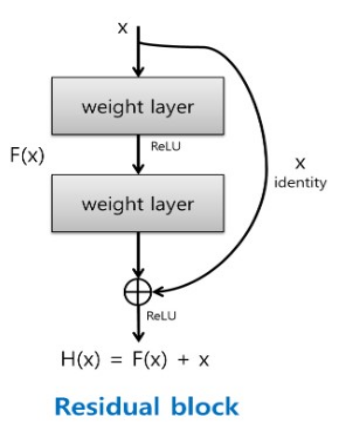 x
weight layer
ReLU
F(x)
x
identity
weight layer
ReLU
H(x) = F(x) + x
Residual block